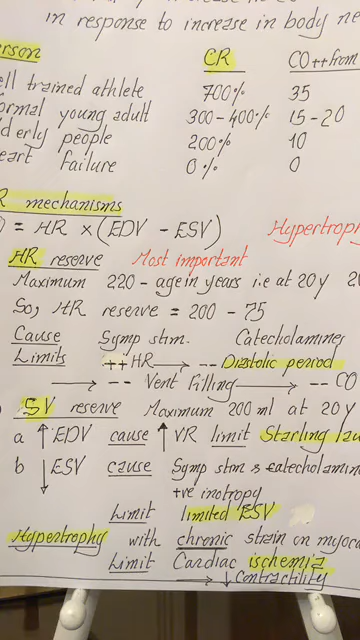 in response to increase in body ne
erson CR CO++ from
ell trained athlete 700% 35
ormal young adult 300-400% 15-20
lderly people 200% 10
eart failure 0% 0
R mechanisms
= HR × (EDV - ESV) Hypertroph
HR reserve Most important
Maximum 220 - age in years i.e at 20 y 20
So, HR reserve = 200 - 75
Cause Symp stm. Catecholamines
Limits ++ HR → -- Diastolic period
→ -- Vent Filling → -- CO
SV reserve Maximum 200 ml at 20 y
a ↑ EDV cause ↑ VR limit Starling law
b ↓ ESV cause Symp stm & catecholamin
+ve inotropy
Limit limited ESV
Hypertrophy with chronic strain on myoca
Limit Cardiac ischemia
→ ↓ Contractility